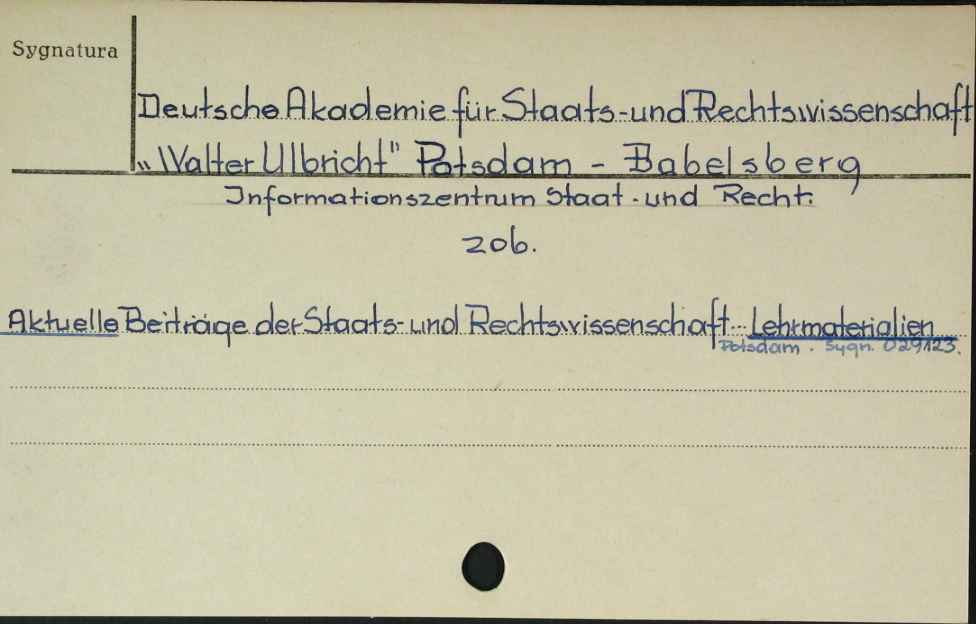 Sygnatura
Deutsche Akademie für Staats-und Rechtswissenschaft
„Walter Ulbricht" Potsdam - Babelsberg
Informationszentrum Staat-und Recht.
206.
Aktuelle Beiträge der Staats-und Rechtswissenschaft. Lehrmaterialien
Potsdam. Sygn. 029123.